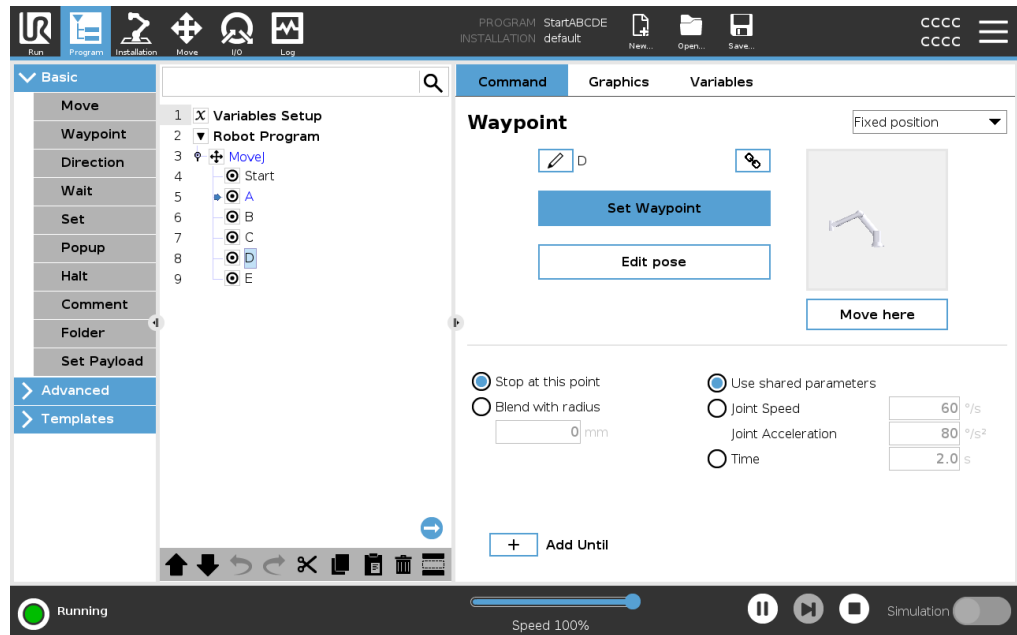 PROGRAM StartABCDE
INSTALLATION default
CCCC
CCCC
Run
Program
Installation
Move
I/O
Log
New...
Open...
Save...
Basic
Move
Waypoint
Direction
Wait
Set
Popup
Halt
Comment
Folder
Set Payload
Advanced
Templates
1 X Variables Setup
2 Robot Program
3 MoveJ
4 Start
5 A
6 B
7 C
8 D
9 E
Command Graphics Variables
Waypoint
Fixed position
D
Set Waypoint
Edit pose
Move here
Stop at this point
Blend with radius
0 mm
Use shared parameters
Joint Speed 60 °/s
Joint Acceleration 80 °/s²
Time 2.0 s
+ Add Until
Running
Speed 100%
Simulation